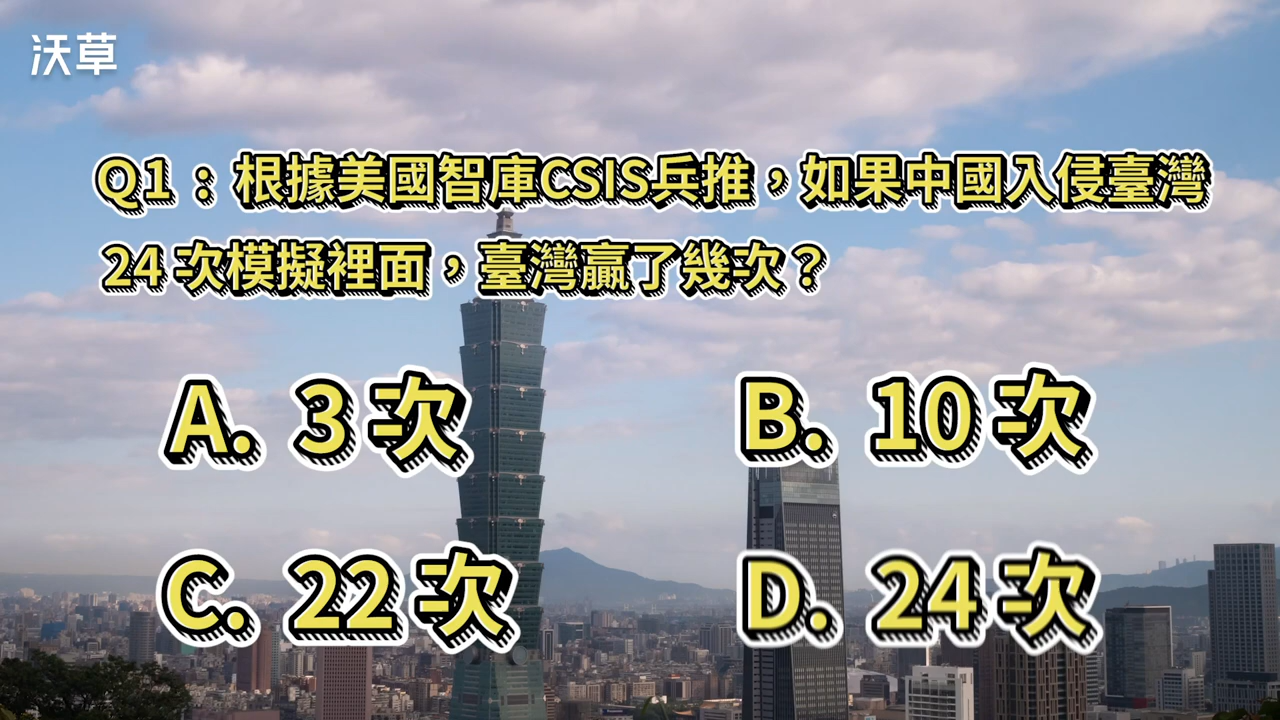 沃草
Q1：根據美國智庫CSIS兵推，如果中國入侵臺灣
24 次模擬裡面，臺灣贏了幾次？
A. 3 次
B. 10 次
C. 22 次
D. 24 次